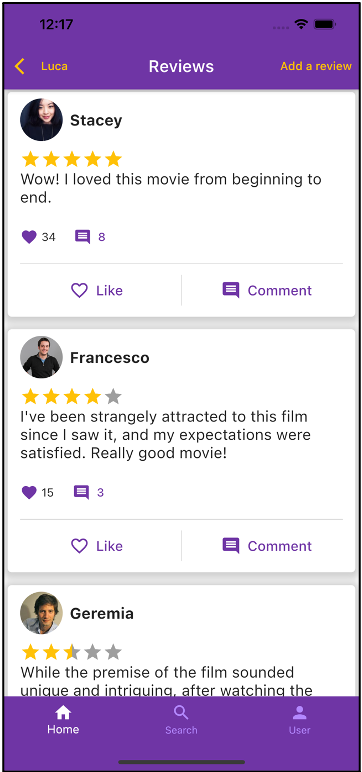 12:17
Luca
Reviews
Add a review
Stacey
Wow! I loved this movie from beginning to
end.
34
8
Like
Comment
Francesco
I've been strangely attracted to this film
since I saw it, and my expectations were
satisfied. Really good movie!
15
3
Like
Comment
Geremia
While the premise of the film sounded
unique and intriguing, after watching the
Home
Search
User